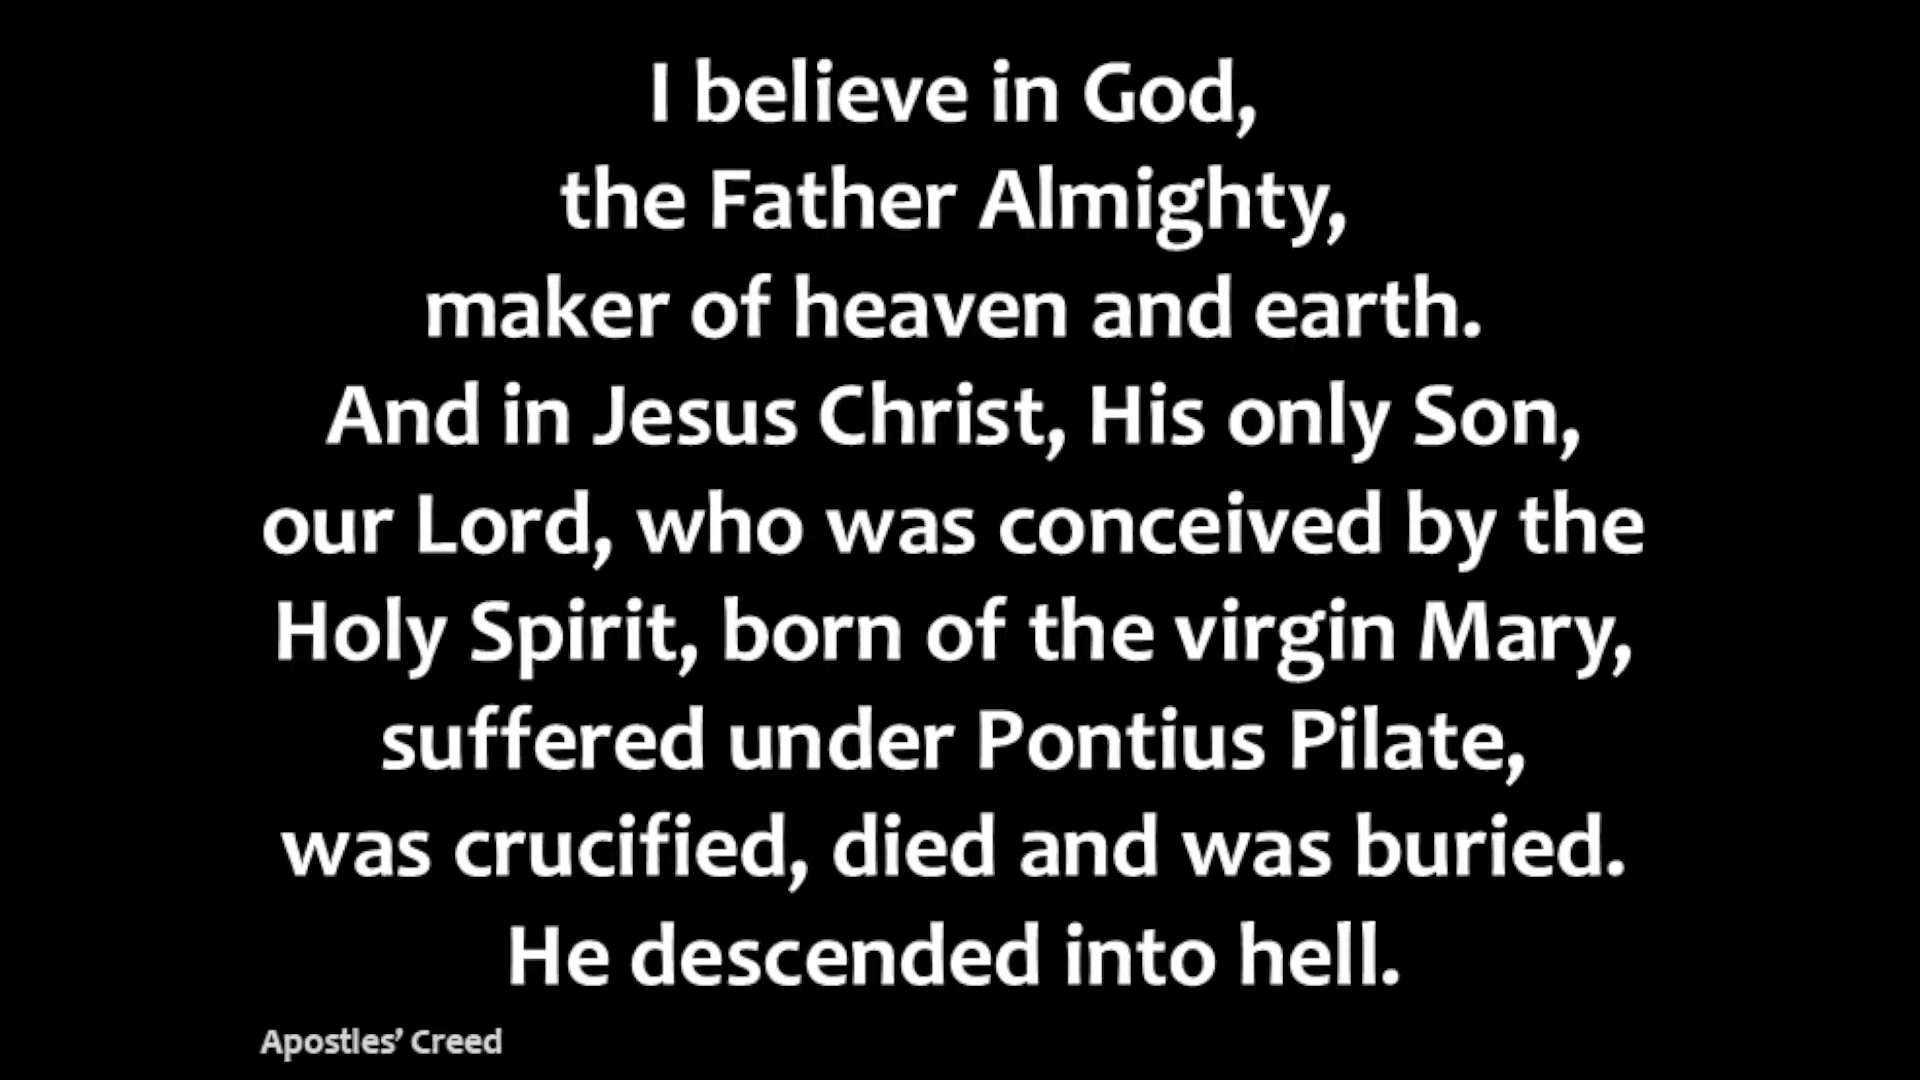 I believe in God,
the Father Almighty,
maker of heaven and earth.
And in Jesus Christ, His only Son,
our Lord, who was conceived by the
Holy Spirit, born of the virgin Mary,
suffered under Pontius Pilate,
was crucified, died and was buried.
He descended into hell.
Apostles’ Creed